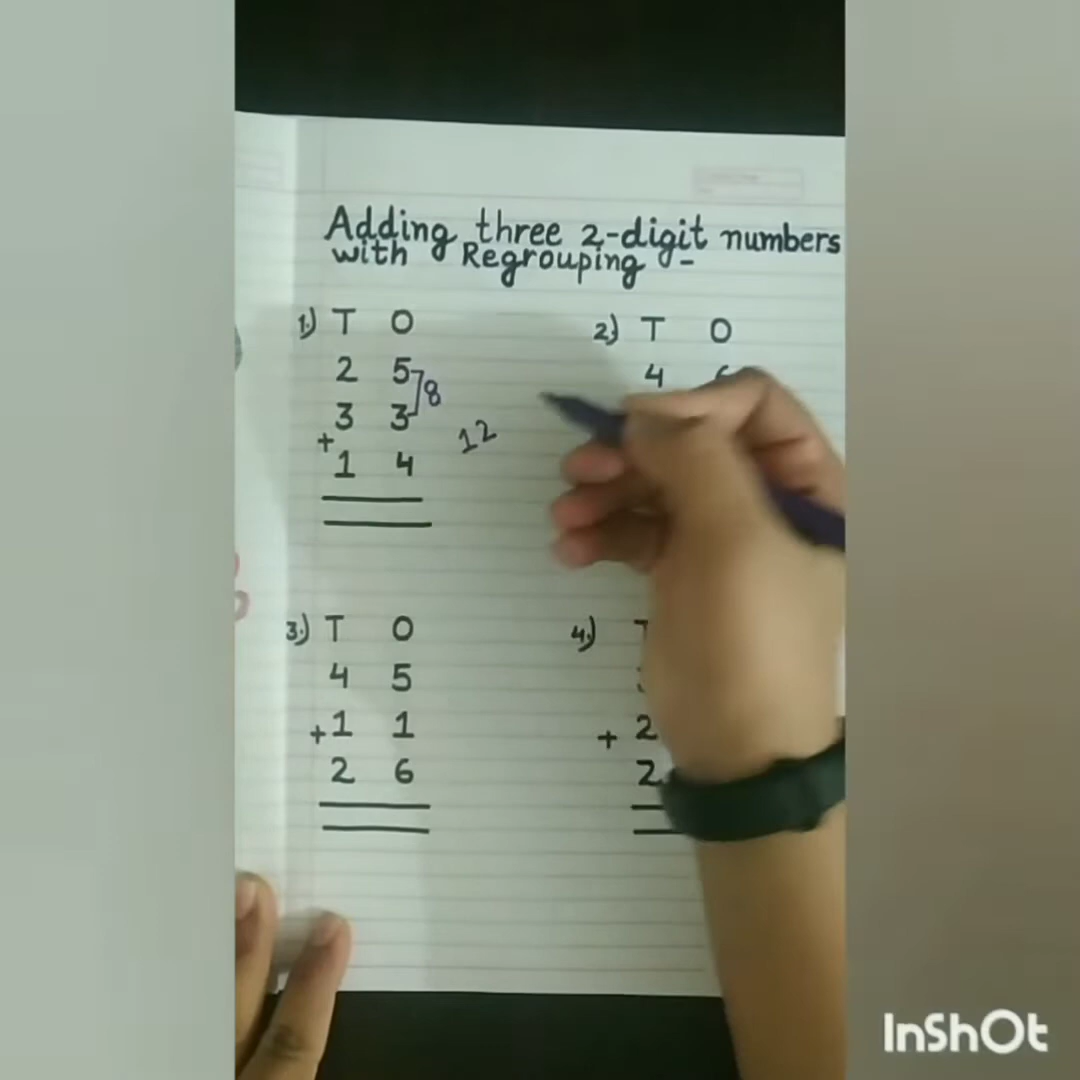 Adding three 2-digit numbers
with Regrouping -
1.) T O 2.) T O
2 5 4
3 3 8
+ 12
1 4
3.) T O 4.)
4 5
+ 1 1 + 2
2 6 2
InShOt